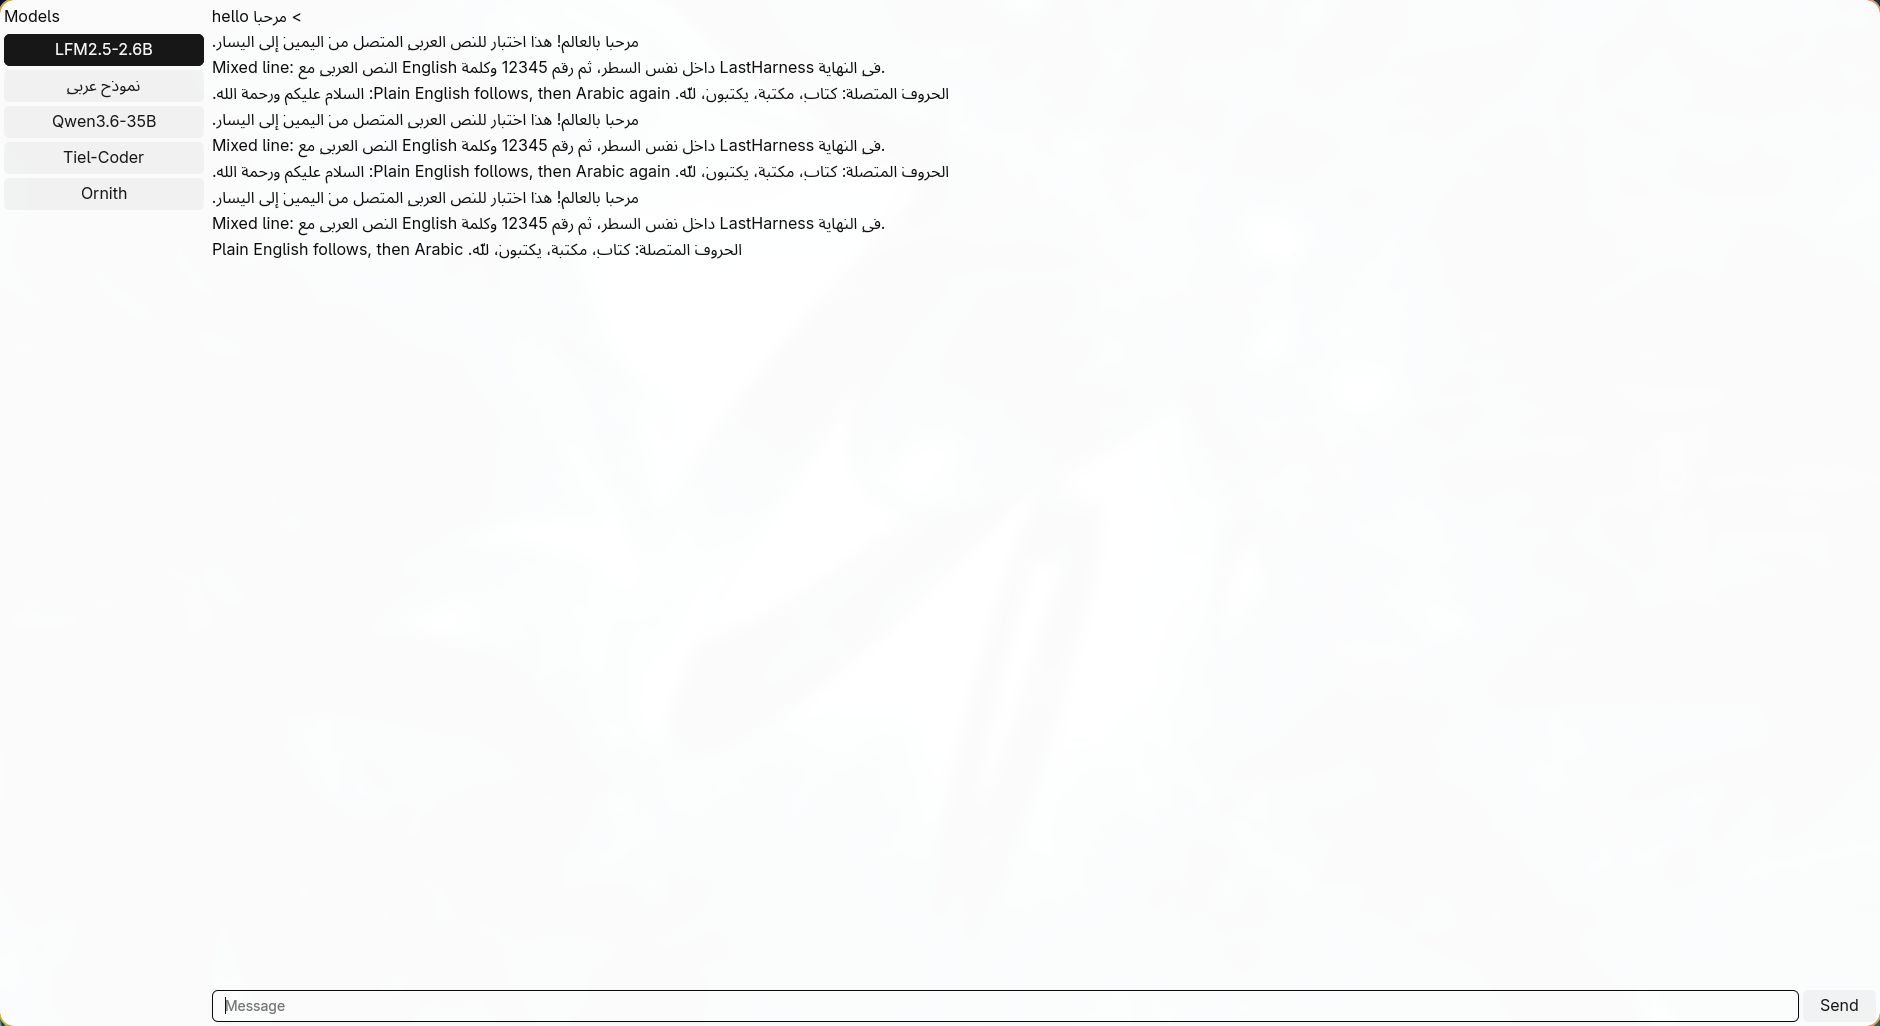 Models
LFM2.5-2.6B
نموذج عربي
Qwen3.6-35B
Tiel-Coder
Ornith
> مرحبا hello
مرحبا بالعالم! هذا اختبار للنص العربي المتصل من اليمين إلى اليسار.
Mixed line: النص العربي مع English داخل نفس السطر، ثم رقم 12345 وكلمة LastHarness في النهاية.
الحروف المتصلة: كتاب، مكتبة، يكتبون، لله. Plain English follows, then Arabic again: السلام عليكم ورحمة الله.
مرحبا بالعالم! هذا اختبار للنص العربي المتصل من اليمين إلى اليسار.
Mixed line: النص العربي مع English داخل نفس السطر، ثم رقم 12345 وكلمة LastHarness في النهاية.
الحروف المتصلة: كتاب، مكتبة، يكتبون، لله. Plain English follows, then Arabic again: السلام عليكم ورحمة الله.
مرحبا بالعالم! هذا اختبار للنص العربي المتصل من اليمين إلى اليسار.
Mixed line: النص العربي مع English داخل نفس السطر، ثم رقم 12345 وكلمة LastHarness في النهاية.
الحروف المتصلة: كتاب، مكتبة، يكتبون، لله. Plain English follows, then Arabic
Message
Send